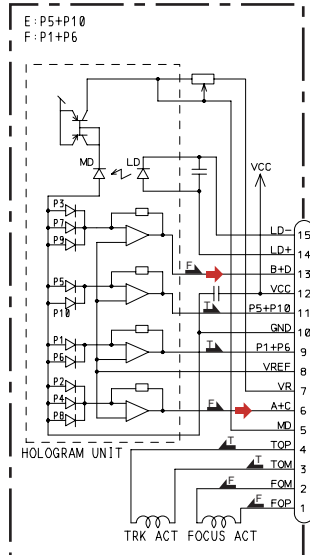 E:P5+P10
F:P1+P6
MD
LD
VCC
P3
P7
P9
P5
P10
P1
P6
P2
P4
P8
HOLOGRAM UNIT
F
T
T
F
T
T
F
F
LD- 15
LD+ 14
B+D 13
VCC 12
P5+P10 11
GND 10
P1+P6 9
VREF 8
VR 7
A+C 6
MD 5
TOP 4
TOM 3
FOM 2
FOP 1
TRK ACT
FOCUS ACT